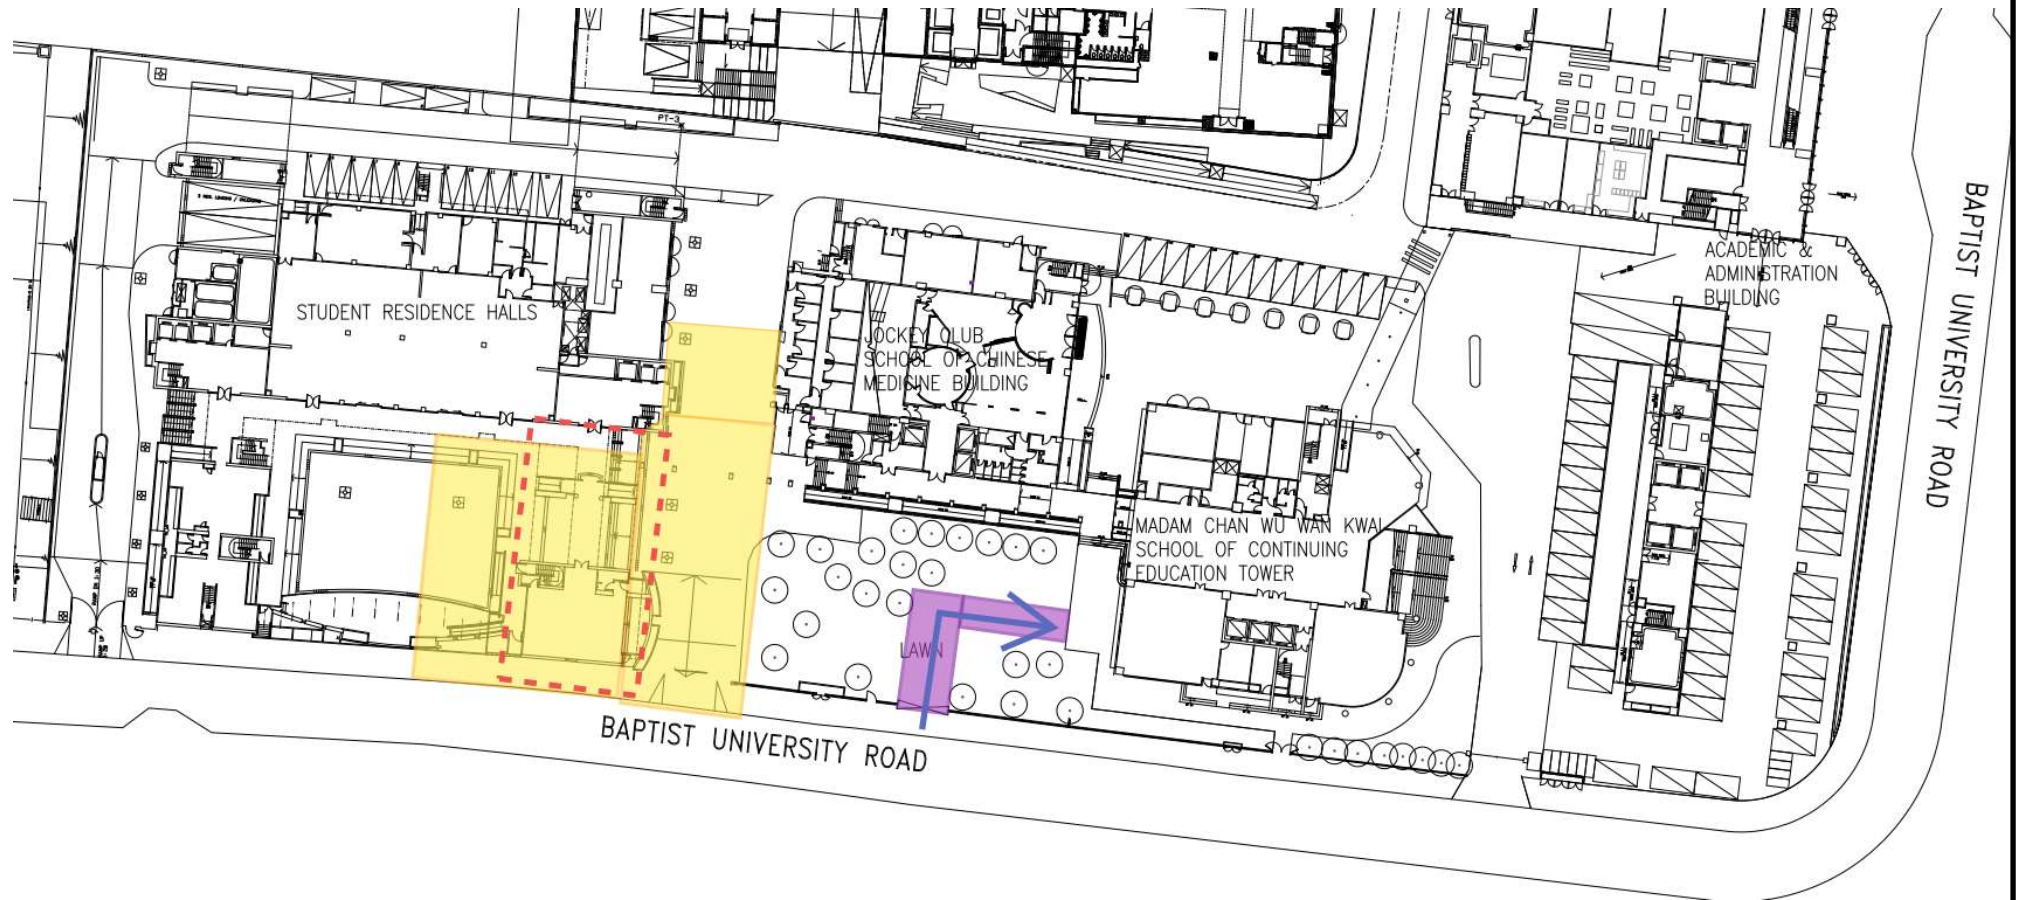 PT-3
STUDENT RESIDENCE HALLS
JOCKEY CLUB
SCHOOL OF CHINESE
MEDICINE BUILDING
ACADEMIC &
ADMINISTRATION
BUILDING
BAPTIST UNIVERSITY ROAD
MADAM CHAN WU WAN KWAI
SCHOOL OF CONTINUING
EDUCATION TOWER
LAWN
BAPTIST UNIVERSITY ROAD